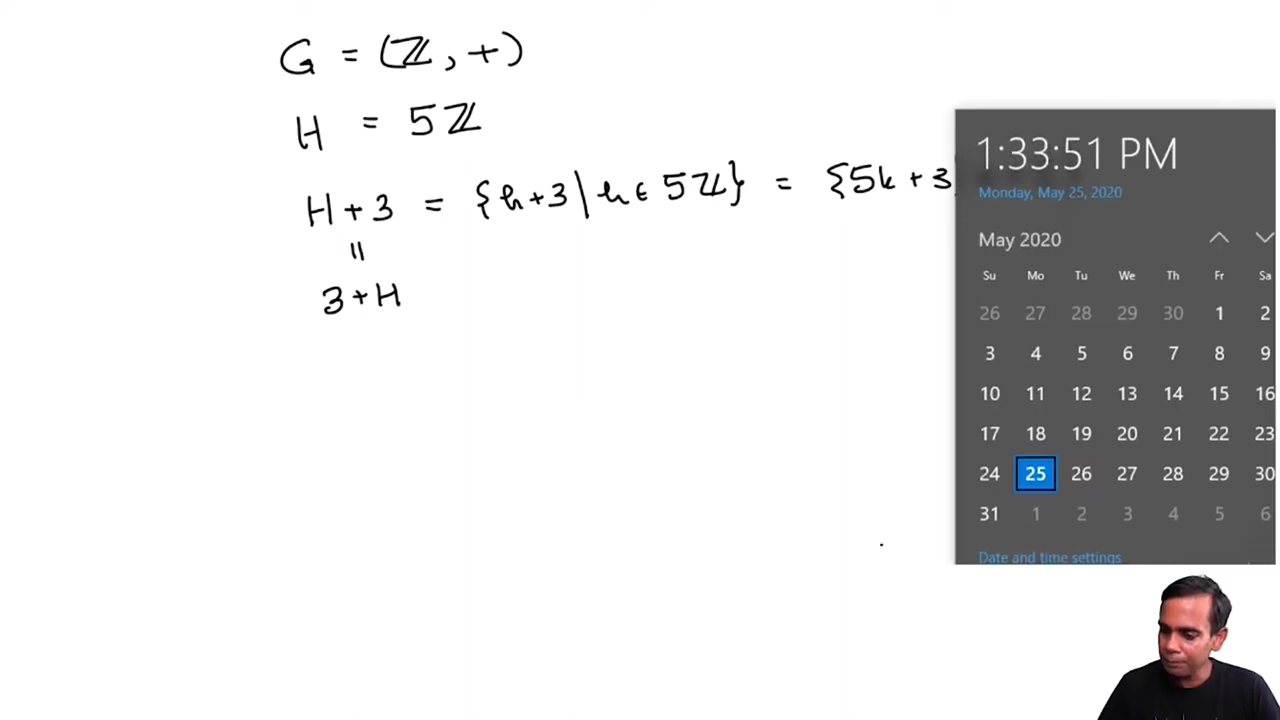 G = (ℤ, +)
H = 5ℤ
H + 3 = {h+3 | h ∈ 5ℤ} = {5k + 3
=
3 + H
1:33:51 PM
Monday, May 25, 2020
May 2020
Su Mo Tu We Th Fr Sa
26 27 28 29 30 1 2
3 4 5 6 7 8 9
10 11 12 13 14 15 16
17 18 19 20 21 22 23
24 25 26 27 28 29 30
31 1 2 3 4 5 6
Date and time settings